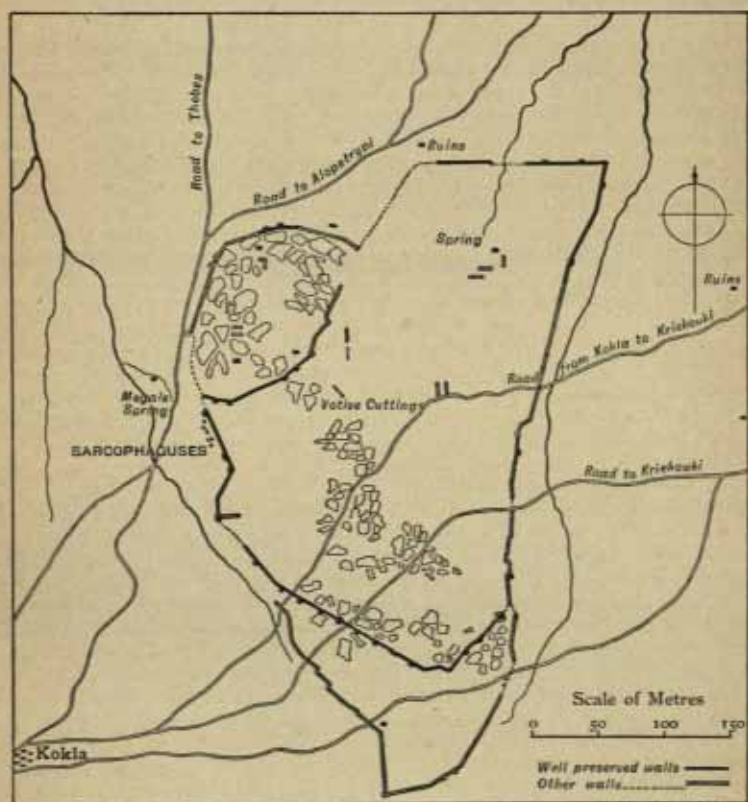 Road to Thebes
Road to Alopotrypi
Ruins
Spring
Ruins
Road from Kokla to Kriekouki
Megale
Spring
Votive Cuttings
SARCOPHAGUSES
Road to Kriekouki
Scale of Metres
0 50 100 150
Kokla
Well preserved walls
Other walls